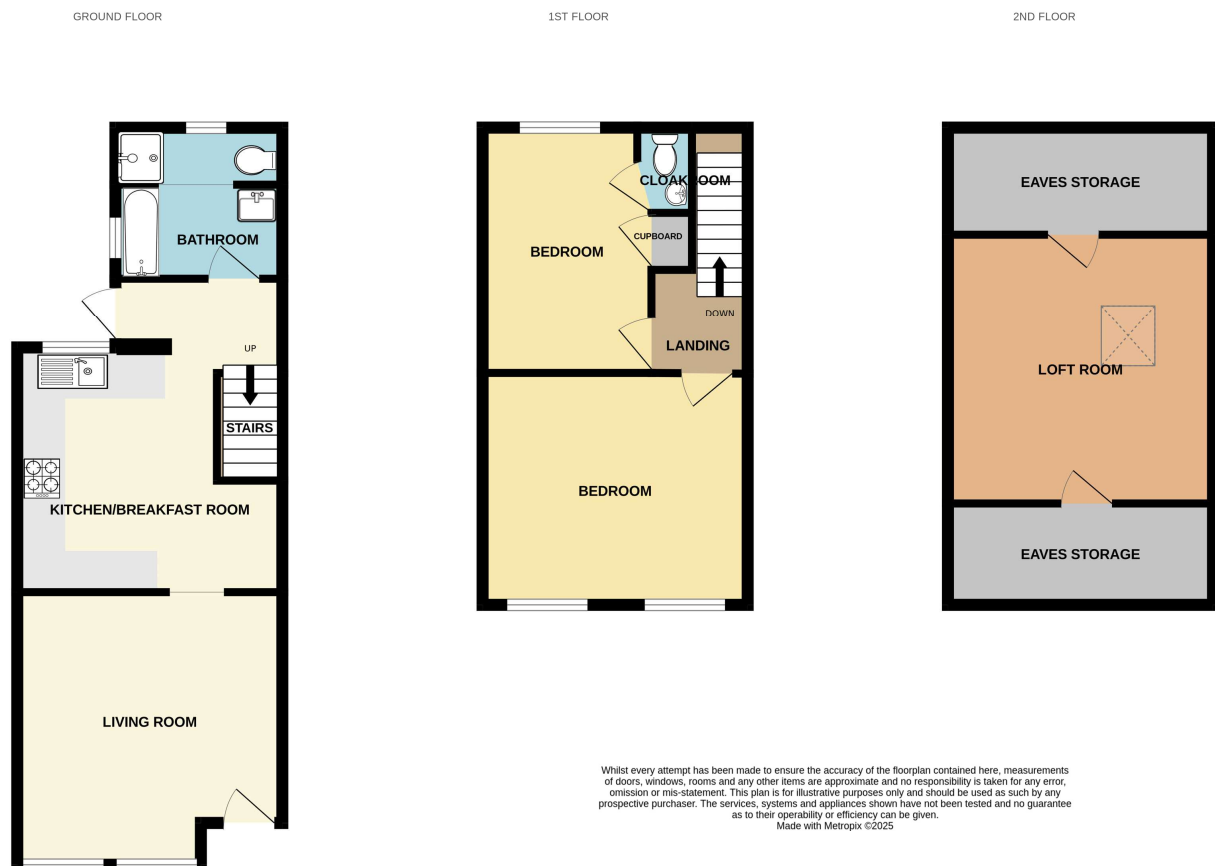 GROUND FLOOR
1ST FLOOR
2ND FLOOR
BATHROOM
UP
STAIRS
KITCHEN/BREAKFAST ROOM
LIVING ROOM
CLOAKROOM
CUPBOARD
BEDROOM
DOWN
LANDING
BEDROOM
EAVES STORAGE
LOFT ROOM
EAVES STORAGE
Whilst every attempt has been made to ensure the accuracy of the floorplan contained here, measurements
of doors, windows, rooms and any other items are approximate and no responsibility is taken for any error,
omission or mis-statement. This plan is for illustrative purposes only and should be used as such by any
prospective purchaser. The services, systems and appliances shown have not been tested and no guarantee
as to their operability or efficiency can be given.
Made with Metropix ©2025